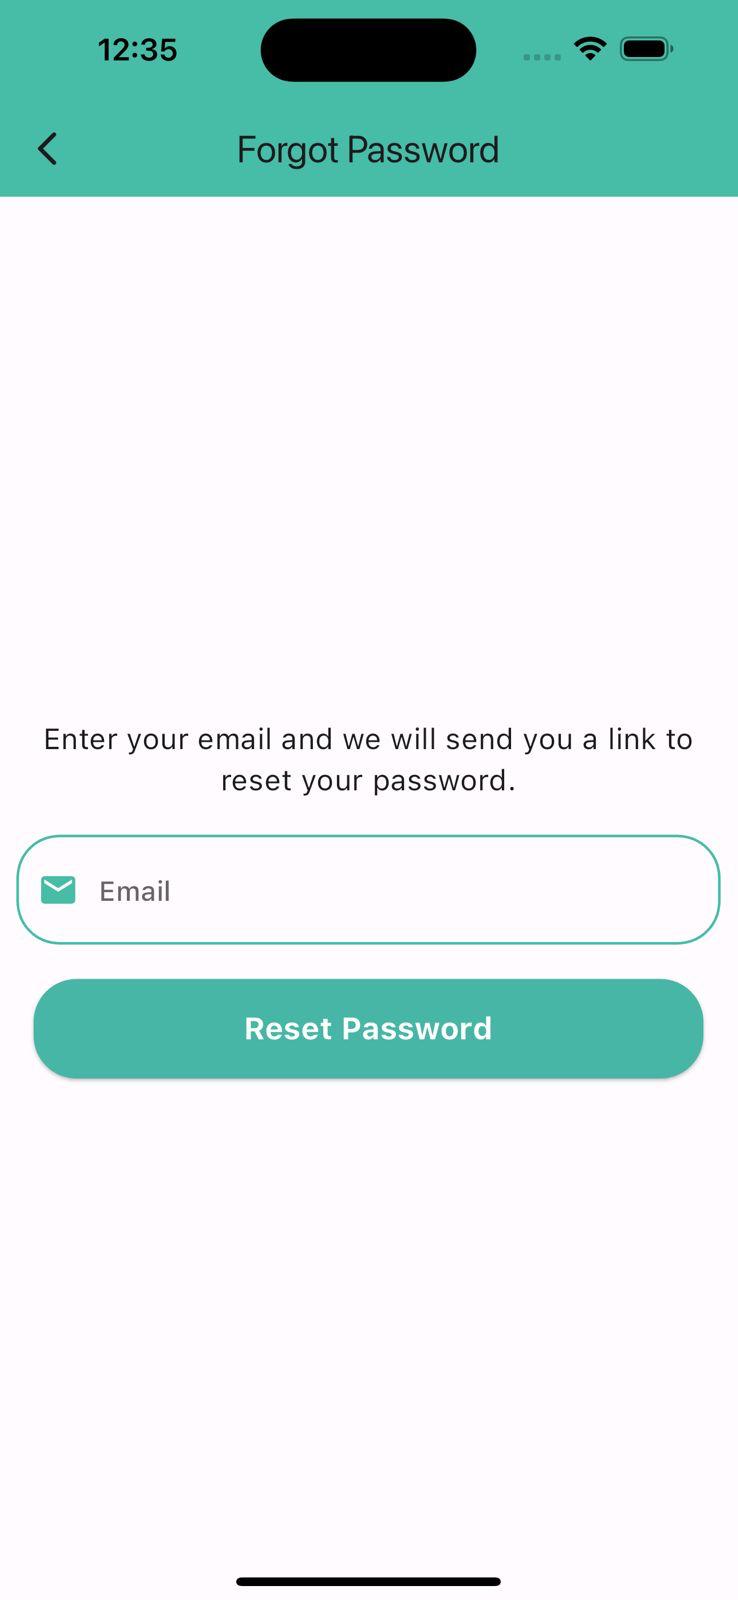 12:35
Forgot Password
Enter your email and we will send you a link to
reset your password.
Email
Reset Password